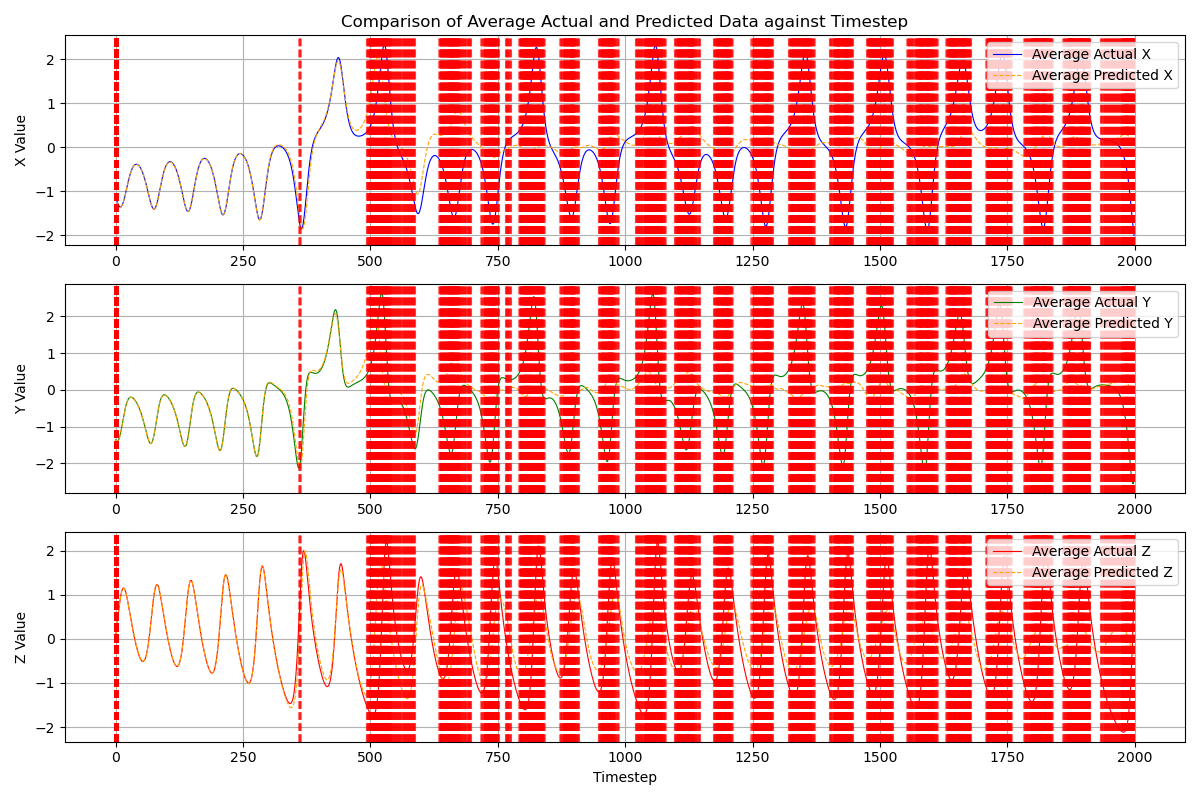 Comparison of Average Actual and Predicted Data against Timestep
X Value
2
1
0
−1
−2
Average Actual X
Average Predicted X
0 250 500 750 1000 1250 1500 1750 2000
Y Value
2
1
0
−1
−2
Average Actual Y
Average Predicted Y
0 250 500 750 1000 1250 1500 1750 2000
Z Value
2
1
0
−1
−2
Average Actual Z
Average Predicted Z
0 250 500 750 1000 1250 1500 1750 2000
Timestep